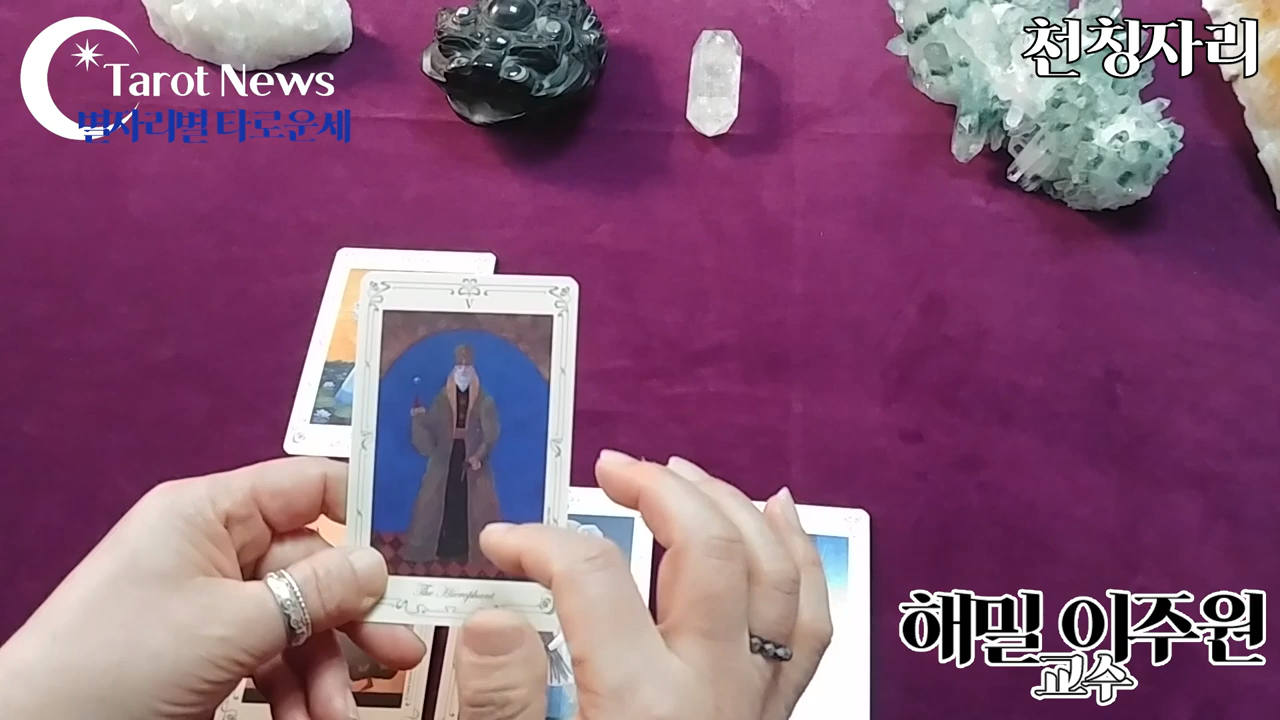 Tarot News
별자리별 타로운세
천칭자리
V
The Hierophant
해밀 이주원
교수